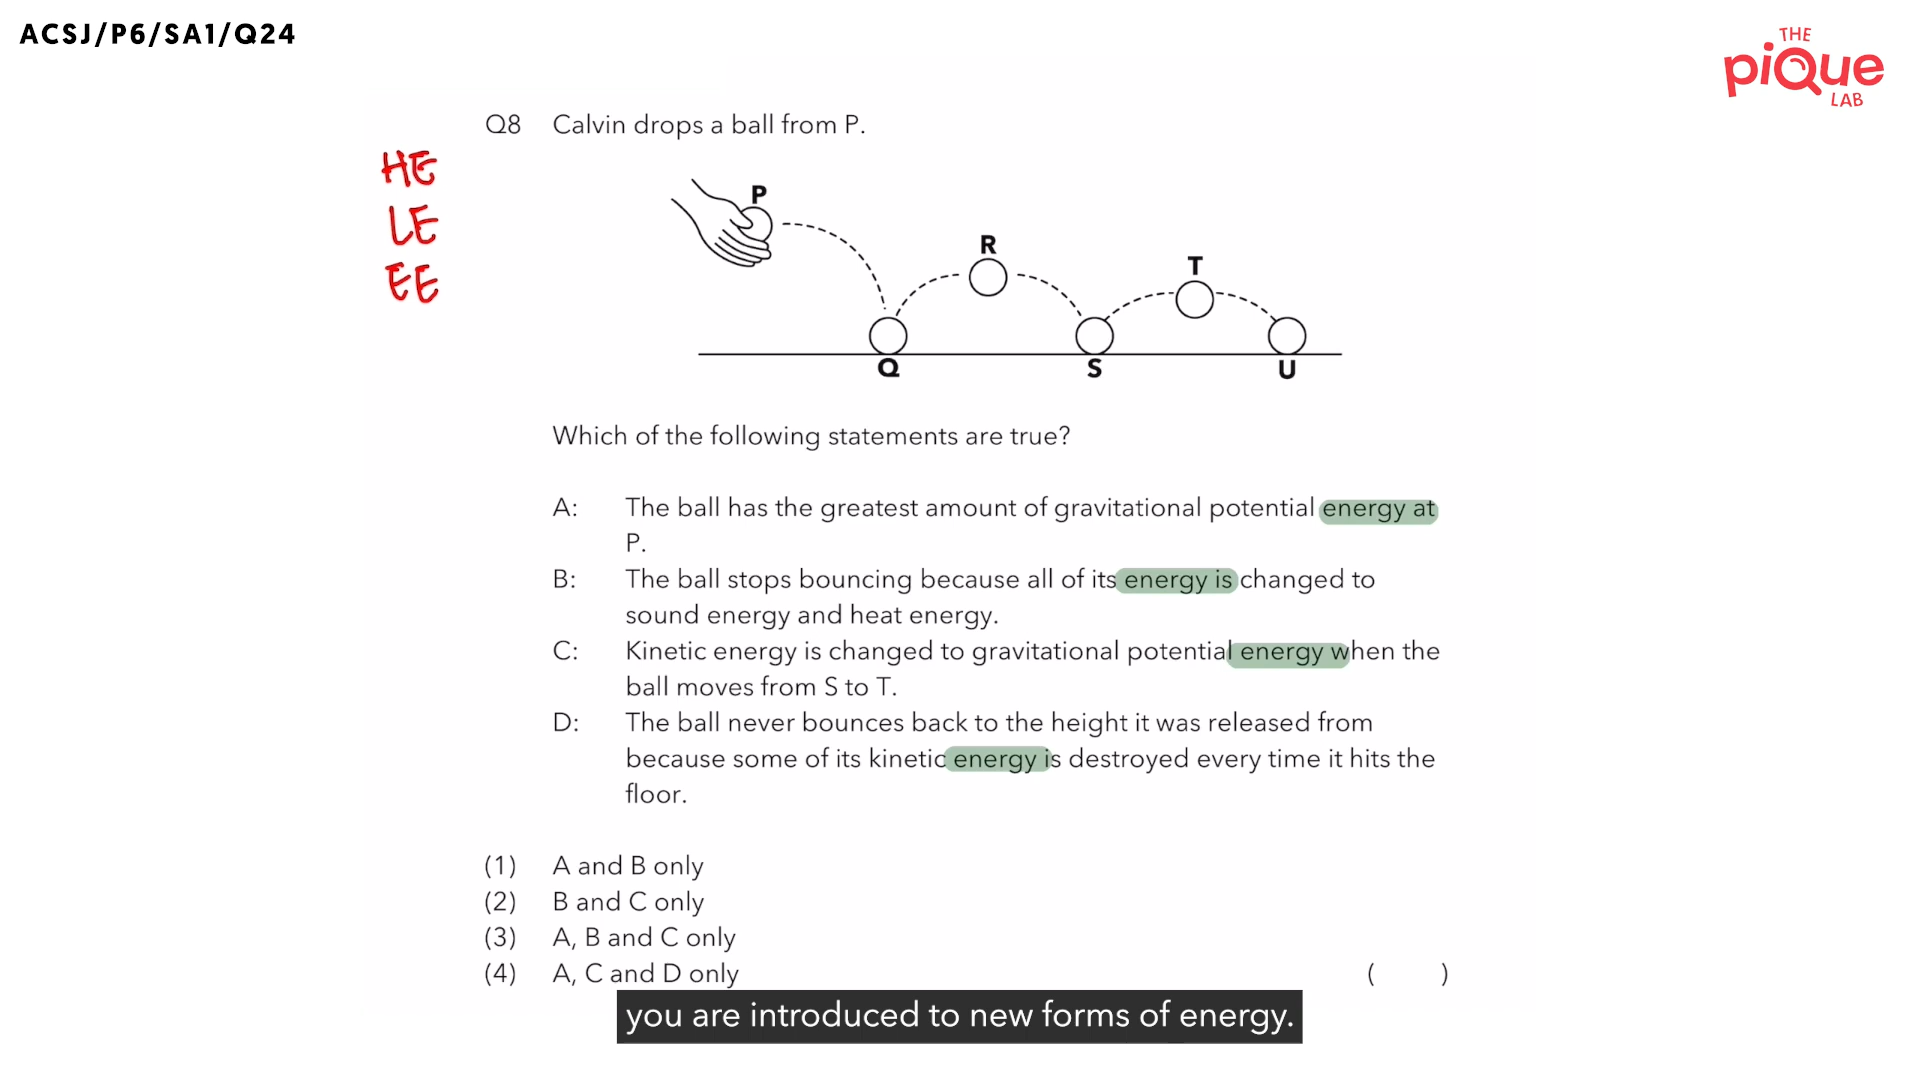 ACSJ/P6/SA1/Q24
THE
piQue
LAB
Q8 Calvin drops a ball from P.
HE
LE
EE
P
R
T
Q
S
U
Which of the following statements are true?
A: The ball has the greatest amount of gravitational potential energy at
P.
B: The ball stops bouncing because all of its energy is changed to
sound energy and heat energy.
C: Kinetic energy is changed to gravitational potential energy when the
ball moves from S to T.
D: The ball never bounces back to the height it was released from
because some of its kinetic energy is destroyed every time it hits the
floor.
(1) A and B only
(2) B and C only
(3) A, B and C only
(4) A, C and D only ( )
you are introduced to new forms of energy.